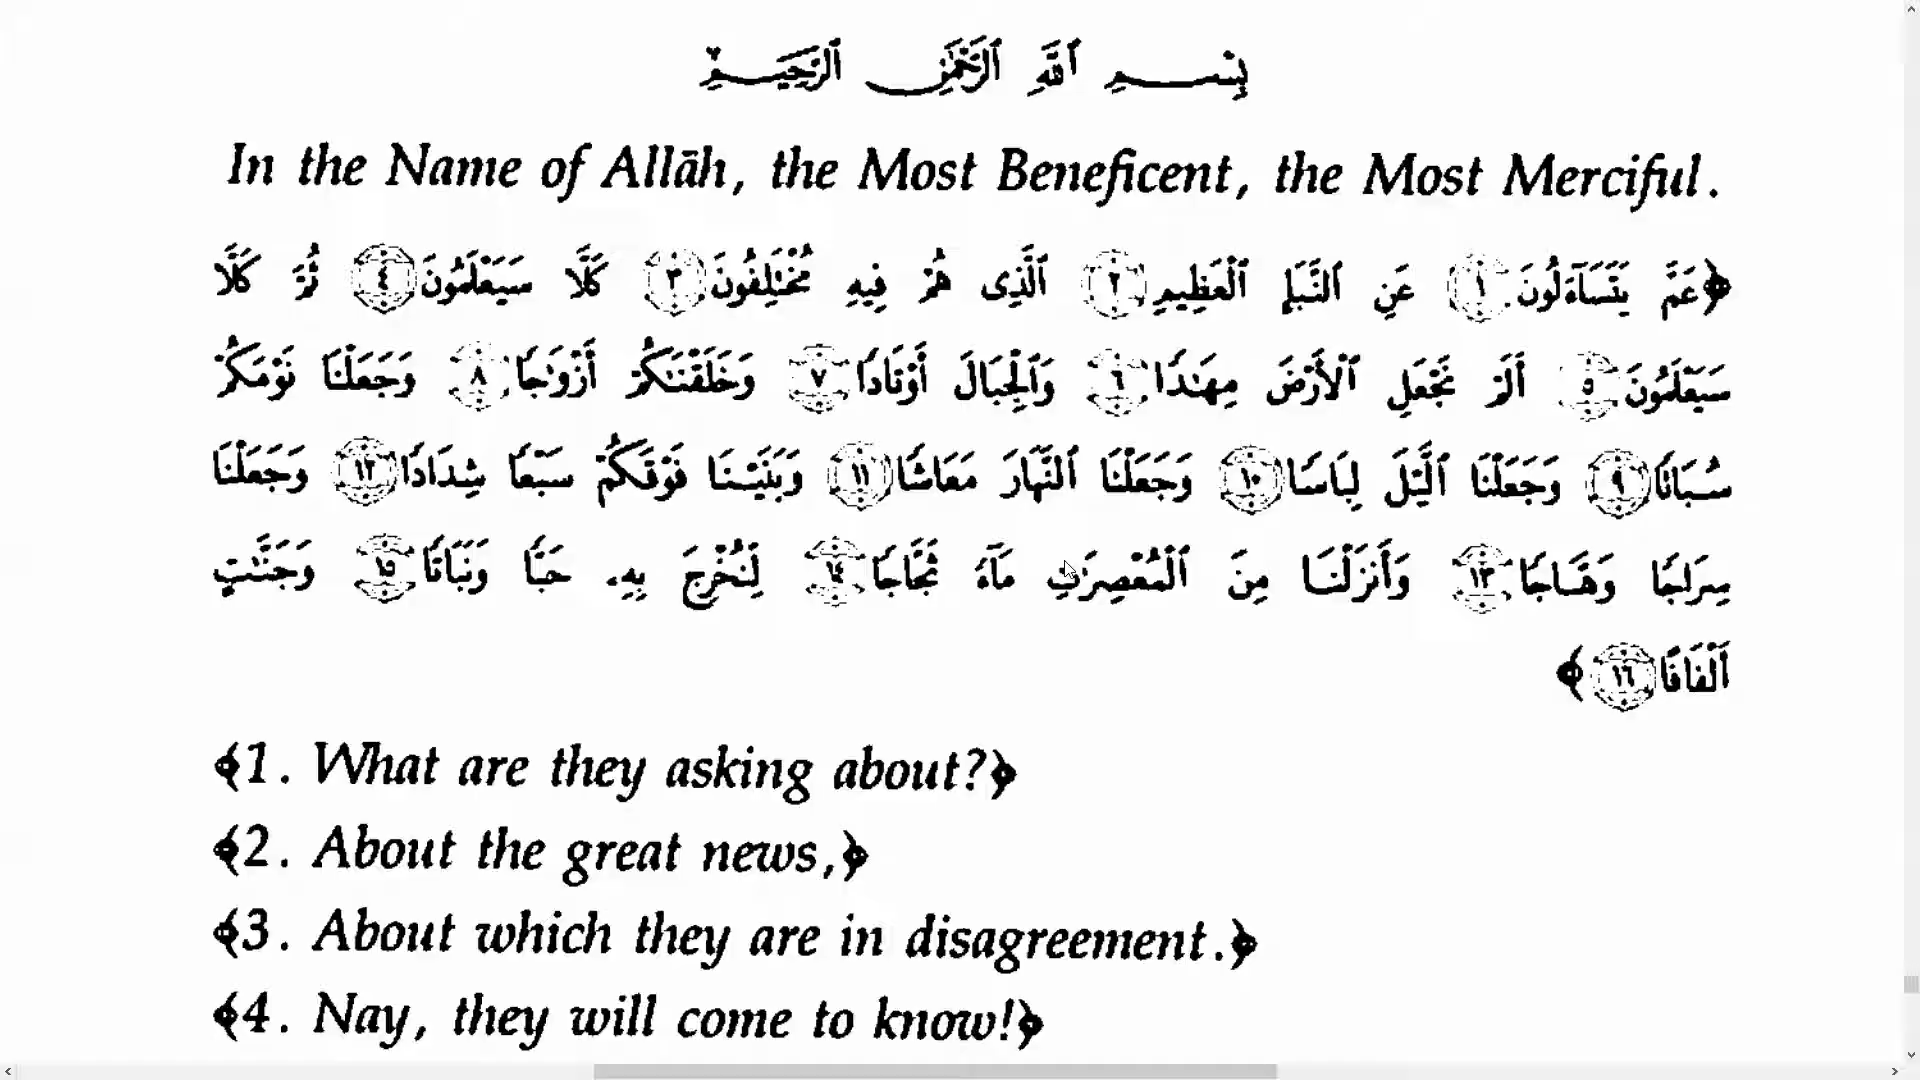 بِسْمِ ٱللَّهِ ٱلرَّحْمَٰنِ ٱلرَّحِيمِ
In the Name of Allāh, the Most Beneficent, the Most Merciful.
﴿عَمَّ يَتَسَآءَلُونَ ١ عَنِ ٱلنَّبَإِ ٱلْعَظِيمِ ٢ ٱلَّذِى هُمْ فِيهِ مُخْتَلِفُونَ ٣ كَلَّا سَيَعْلَمُونَ ٤ ثُمَّ كَلَّا
سَيَعْلَمُونَ ٥ أَلَمْ نَجْعَلِ ٱلْأَرْضَ مِهَٰدًا ٦ وَٱلْجِبَالَ أَوْتَادًا ٧ وَخَلَقْنَٰكُمْ أَزْوَٰجًا ٨ وَجَعَلْنَا نَوْمَكُمْ
سُبَاتًا ٩ وَجَعَلْنَا ٱلَّيْلَ لِبَاسًا ١٠ وَجَعَلْنَا ٱلنَّهَارَ مَعَاشًا ١١ وَبَنَيْنَا فَوْقَكُمْ سَبْعًا شِدَادًا ١٢ وَجَعَلْنَا
سِرَاجًا وَهَّاجًا ١٣ وَأَنزَلْنَا مِنَ ٱلْمُعْصِرَٰتِ مَآءً ثَجَّاجًا ١٤ لِّنُخْرِجَ بِهِۦ حَبًّا وَنَبَاتًا ١٥ وَجَنَّٰتٍ
أَلْفَافًا ١٦﴾
﴾1. What are they asking about?﴿
﴾2. About the great news,﴿
﴾3. About which they are in disagreement.﴿
﴾4. Nay, they will come to know!﴿